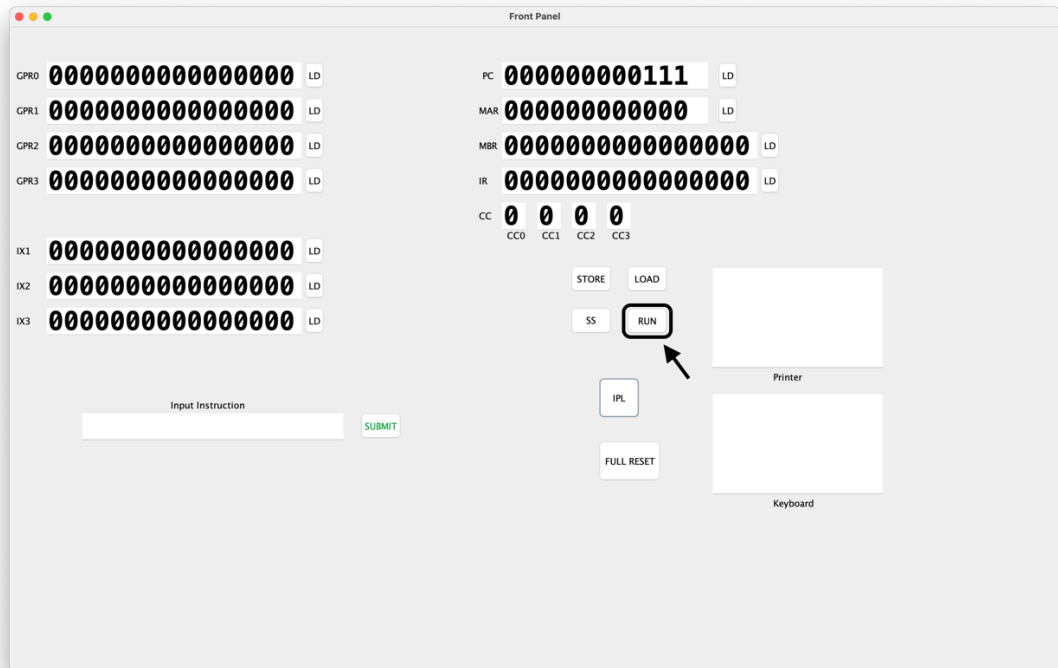 Front Panel
GPR0 0000000000000000 LD
GPR1 0000000000000000 LD
GPR2 0000000000000000 LD
GPR3 0000000000000000 LD
IX1 0000000000000000 LD
IX2 0000000000000000 LD
IX3 0000000000000000 LD
Input Instruction
SUBMIT
PC 000000000111 LD
MAR 000000000000 LD
MBR 0000000000000000 LD
IR 0000000000000000 LD
CC 0 0 0 0
CC0 CC1 CC2 CC3
STORE LOAD
SS RUN
IPL
FULL RESET
Printer
Keyboard